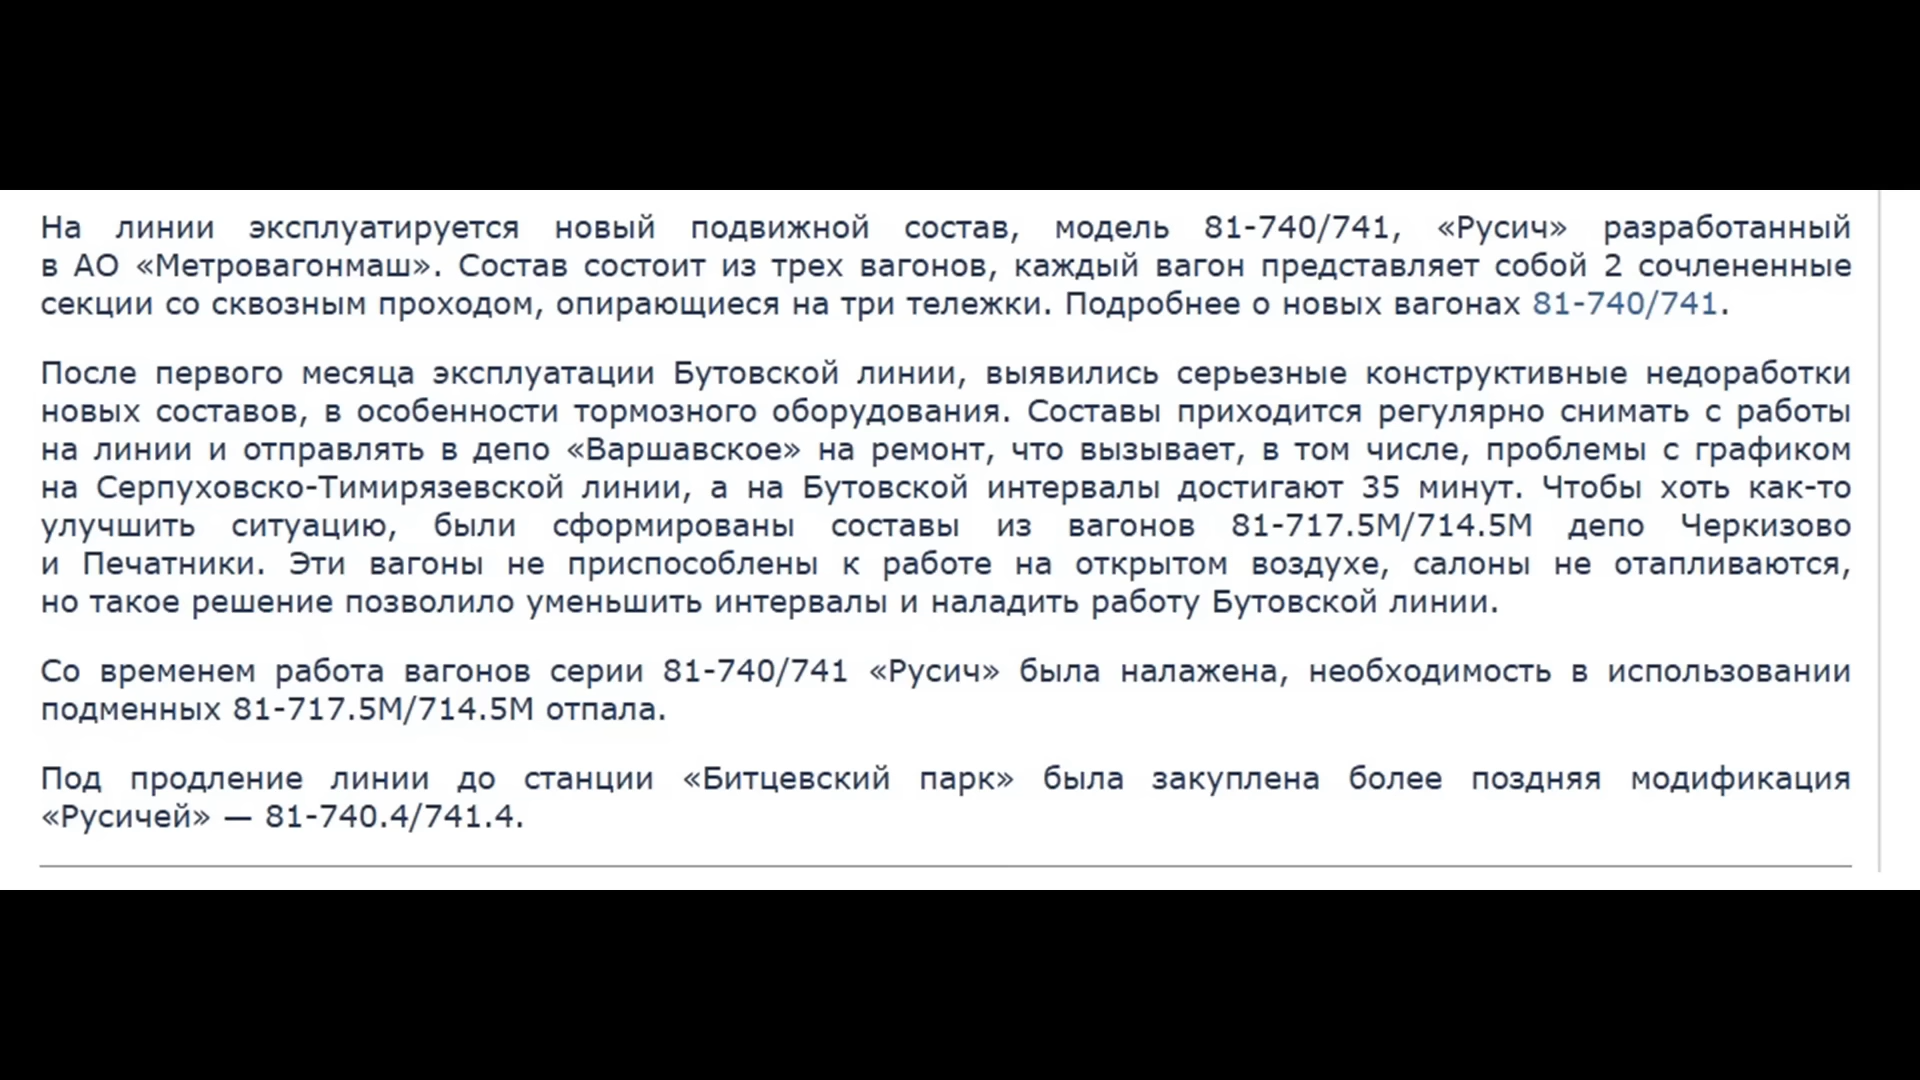 На линии эксплуатируется новый подвижной состав, модель 81-740/741, «Русич» разработанный
в АО «Метровагонмаш». Состав состоит из трех вагонов, каждый вагон представляет собой 2 сочлененные
секции со сквозным проходом, опирающиеся на три тележки. Подробнее о новых вагонах 81-740/741.
После первого месяца эксплуатации Бутовской линии, выявились серьезные конструктивные недоработки
новых составов, в особенности тормозного оборудования. Составы приходится регулярно снимать с работы
на линии и отправлять в депо «Варшавское» на ремонт, что вызывает, в том числе, проблемы с графиком
на Серпуховско-Тимирязевской линии, а на Бутовской интервалы достигают 35 минут. Чтобы хоть как-то
улучшить ситуацию, были сформированы составы из вагонов 81-717.5М/714.5М депо Черкизово
и Печатники. Эти вагоны не приспособлены к работе на открытом воздухе, салоны не отапливаются,
но такое решение позволило уменьшить интервалы и наладить работу Бутовской линии.
Со временем работа вагонов серии 81-740/741 «Русич» была налажена, необходимость в использовании
подменных 81-717.5М/714.5М отпала.
Под продление линии до станции «Битцевский парк» была закуплена более поздняя модификация
«Русичей» — 81-740.4/741.4.